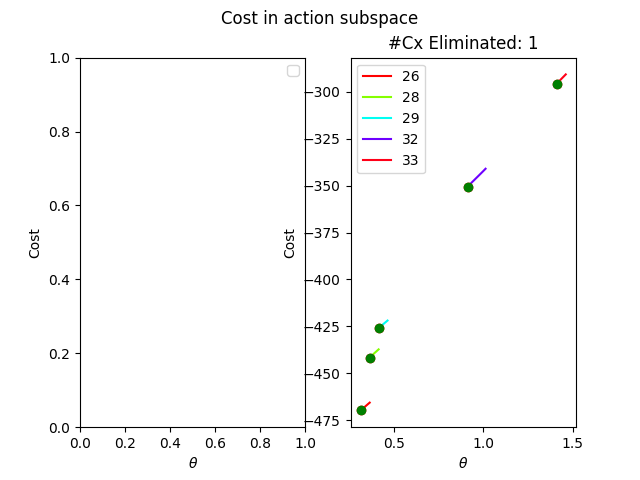 Cost in action subspace
#Cx Eliminated: 1
Cost
1.0
0.8
0.6
0.4
0.2
0.0
0.0 0.2 0.4 0.6 0.8 1.0
θ
Cost
−300
−325
−350
−375
−400
−425
−450
−475
26
28
29
32
33
0.5 1.0 1.5
θ